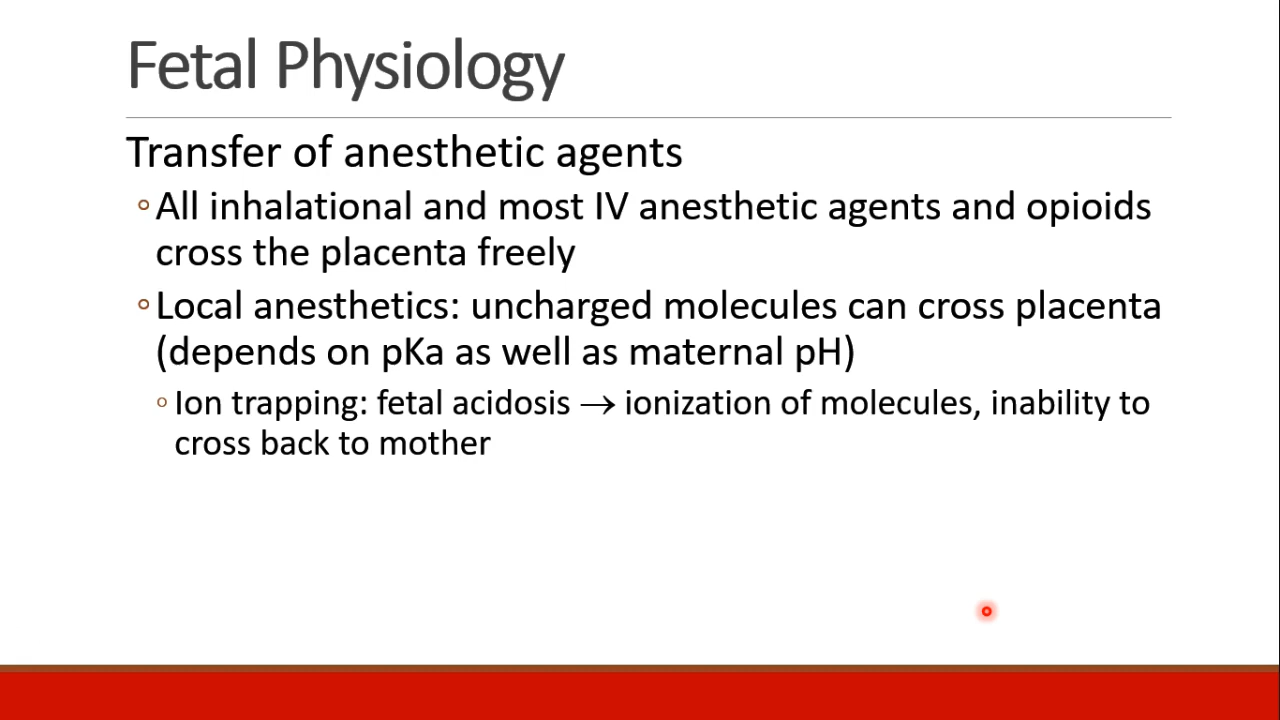 Fetal Physiology
Transfer of anesthetic agents
◦All inhalational and most IV anesthetic agents and opioids
cross the placenta freely
◦Local anesthetics: uncharged molecules can cross placenta
(depends on pKa as well as maternal pH)
◦Ion trapping: fetal acidosis → ionization of molecules, inability to
cross back to mother